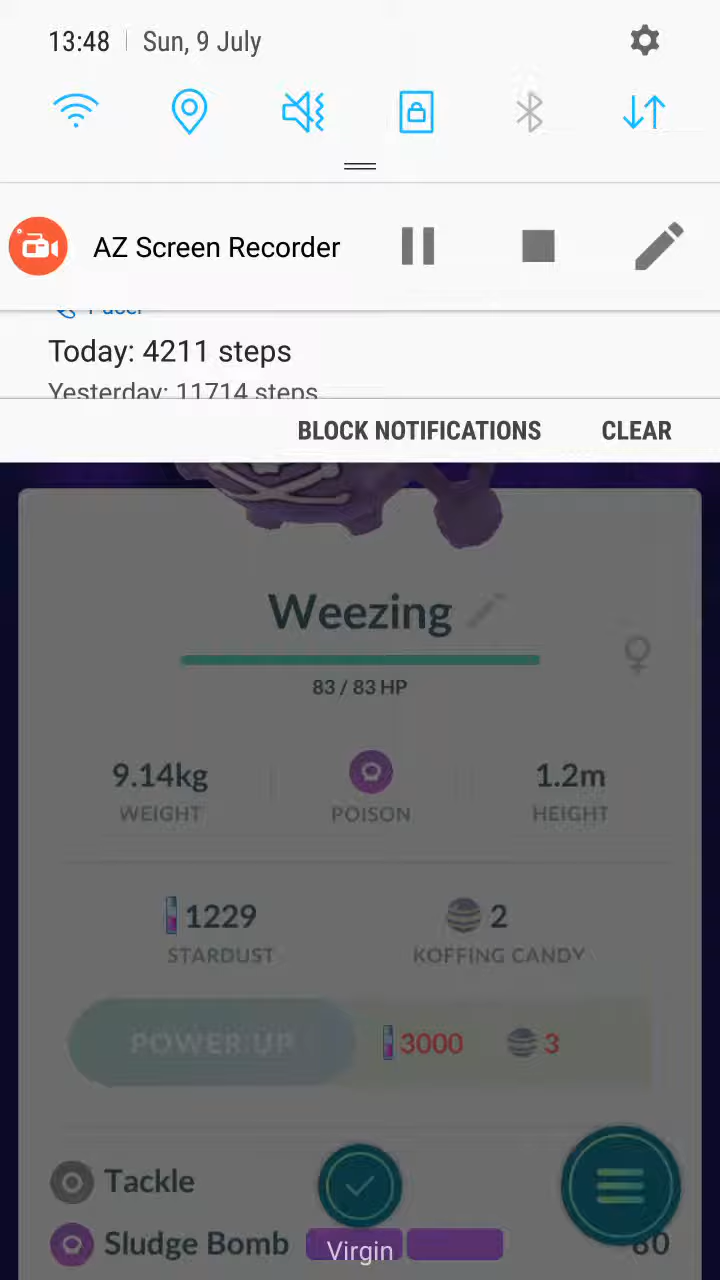 13:48 Sun, 9 July
AZ Screen Recorder
Pacer
Today: 4211 steps
Yesterday: 11714 steps
BLOCK NOTIFICATIONS CLEAR
Weezing
83 / 83 HP
9.14kg 1.2m
WEIGHT POISON HEIGHT
1229 2
STARDUST KOFFING CANDY
POWER UP 3000 3
Tackle
Sludge Bomb 80
Virgin